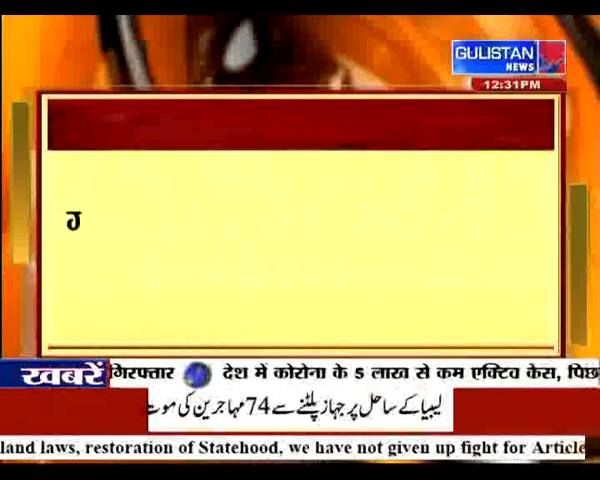 GULISTAN
NEWS
12:31PM
ਹ
खबरें
गिरफ्तार देश में कोरोना के 5 लाख से कम एक्टिव केस, पिछ
لیبیا کے ساحل پر جہاز پلٹنے سے 74 مہاجرین کی موت
land laws, restoration of Statehood, we have not given up fight for Article